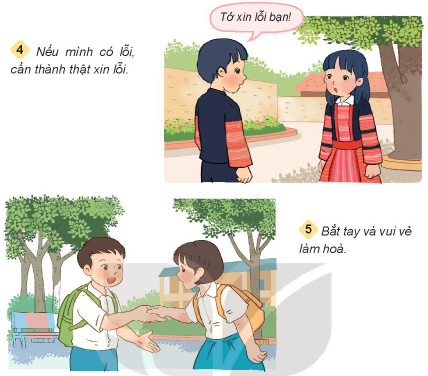 Tớ xin lỗi bạn!
4 Nếu mình có lỗi,
cần thành thật xin lỗi.
5 Bắt tay và vui vẻ
làm hoà.